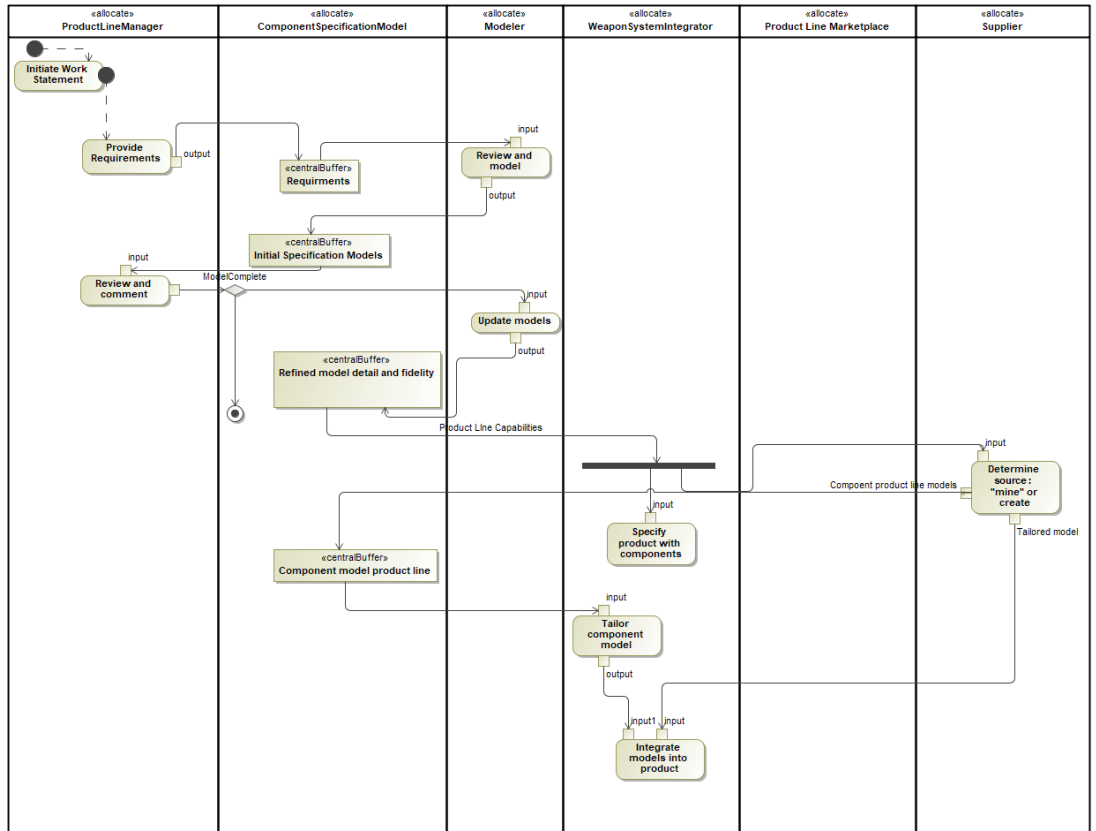 «allocate»
ProductLineManager
«allocate»
ComponentSpecificationModel
«allocate»
Modeler
«allocate»
WeaponSystemIntegrator
«allocate»
Product Line Marketplace
«allocate»
Supplier
Initiate Work
Statement
Provide
Requirements
output
«centralBuffer»
Requirments
input
Review and
model
output
«centralBuffer»
Initial Specification Models
input
Review and
comment
ModelComplete
input
Update models
output
«centralBuffer»
Refined model detail and fidelity
Product LIne Capabilities
input
Determine
source:
"mine" or
create
Compoent product line models
Tailored model
input
Specify
product with
components
«centralBuffer»
Component model product line
input
Tailor
component
model
output
input1
input
Integrate
models into
product